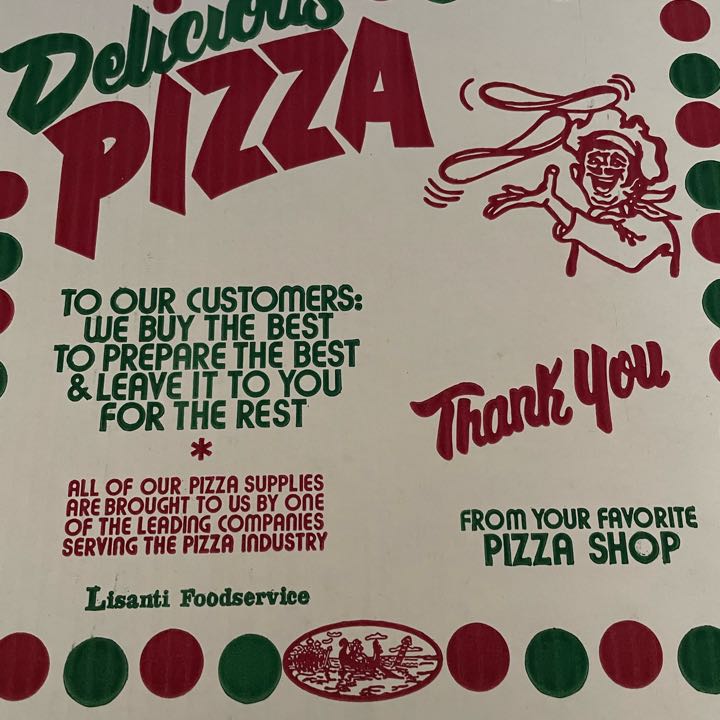 Delicious
PIZZA
TO OUR CUSTOMERS:
WE BUY THE BEST
TO PREPARE THE BEST
& LEAVE IT TO YOU
FOR THE REST
*
ALL OF OUR PIZZA SUPPLIES
ARE BROUGHT TO US BY ONE
OF THE LEADING COMPANIES
SERVING THE PIZZA INDUSTRY
Lisanti Foodservice
Thank You
FROM YOUR FAVORITE
PIZZA SHOP